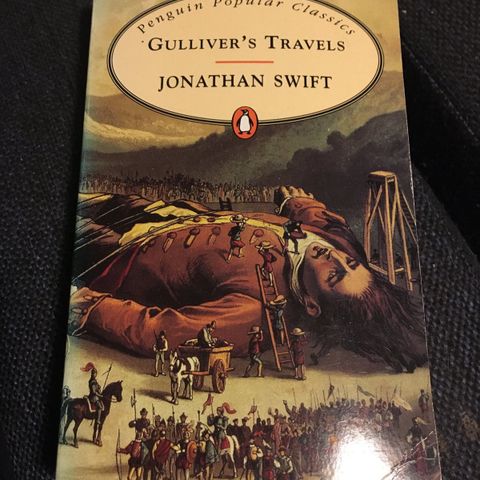 Penguin Popular Classics
GULLIVER'S TRAVELS
JONATHAN SWIFT